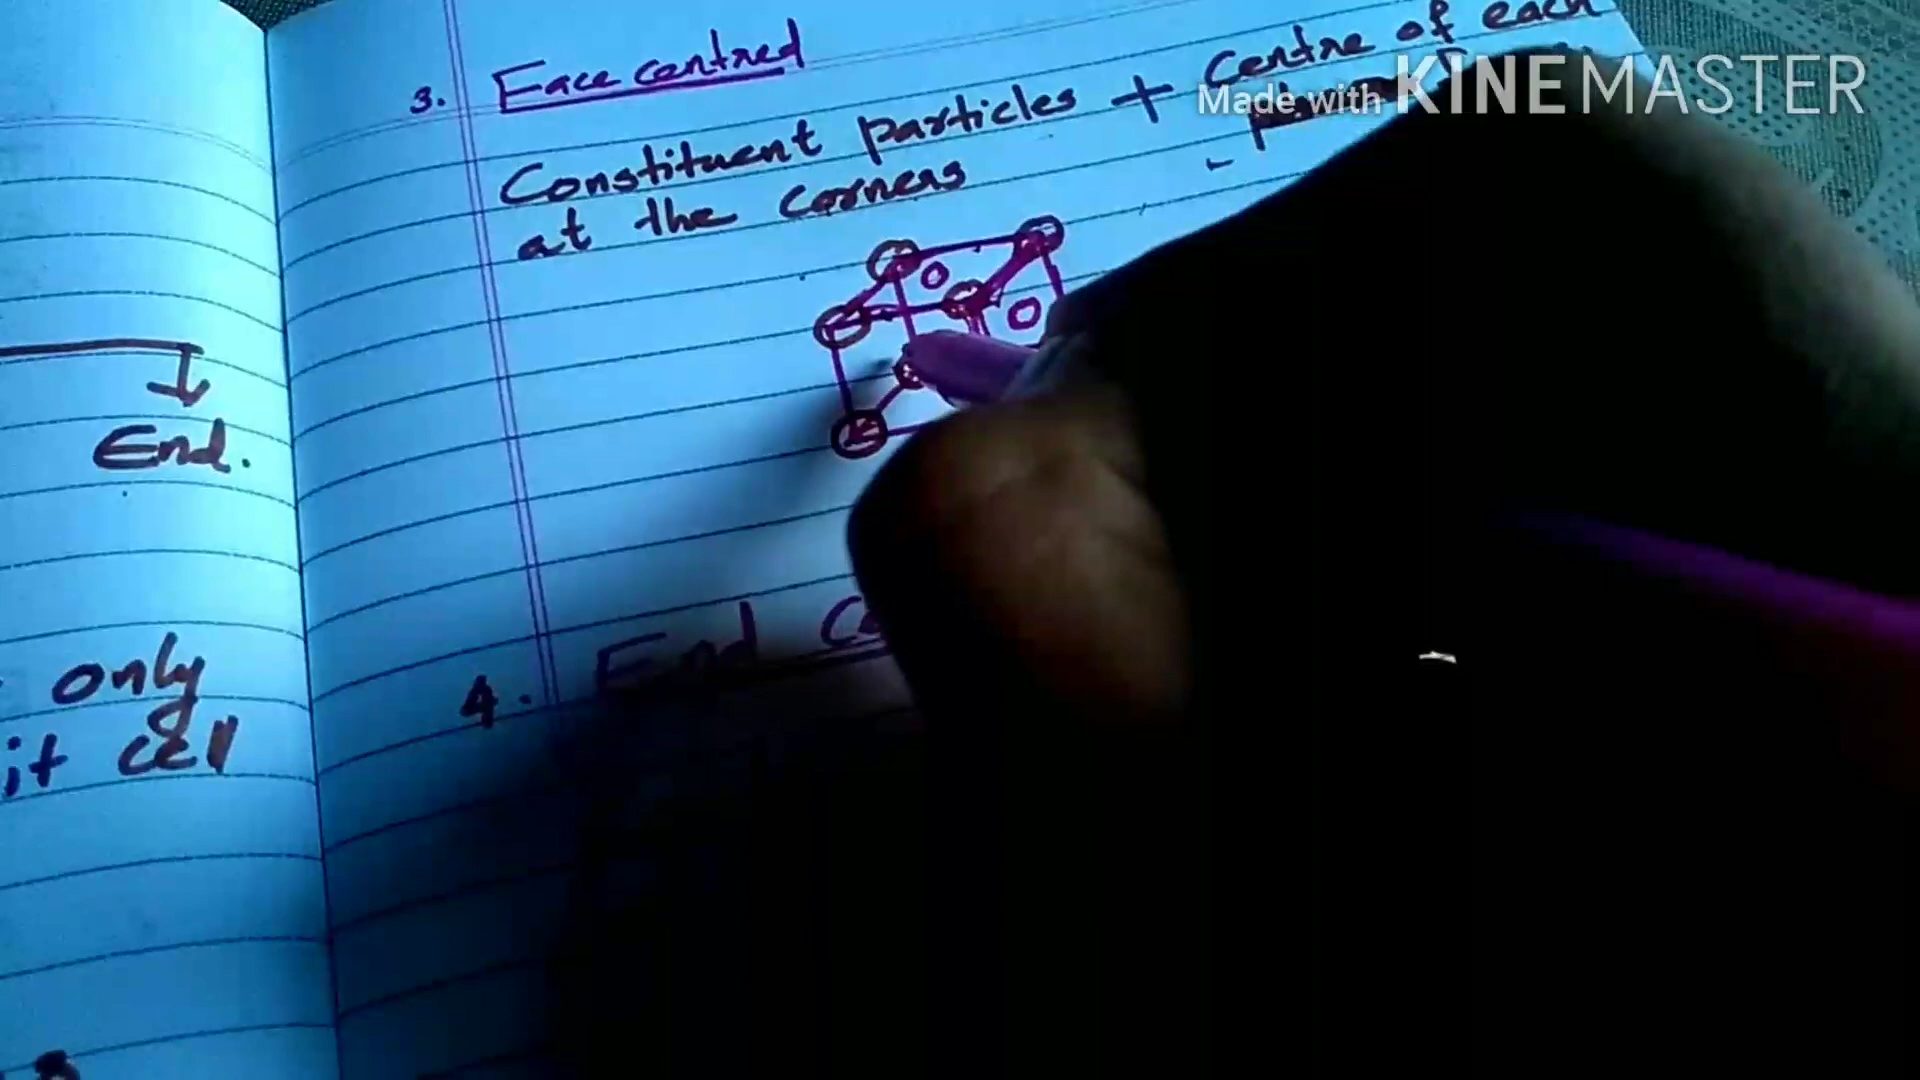 End.
only
it cell
3. Face centred
Constituent particles + Centre of each
at the corners
4. End
Made with KINEMASTER